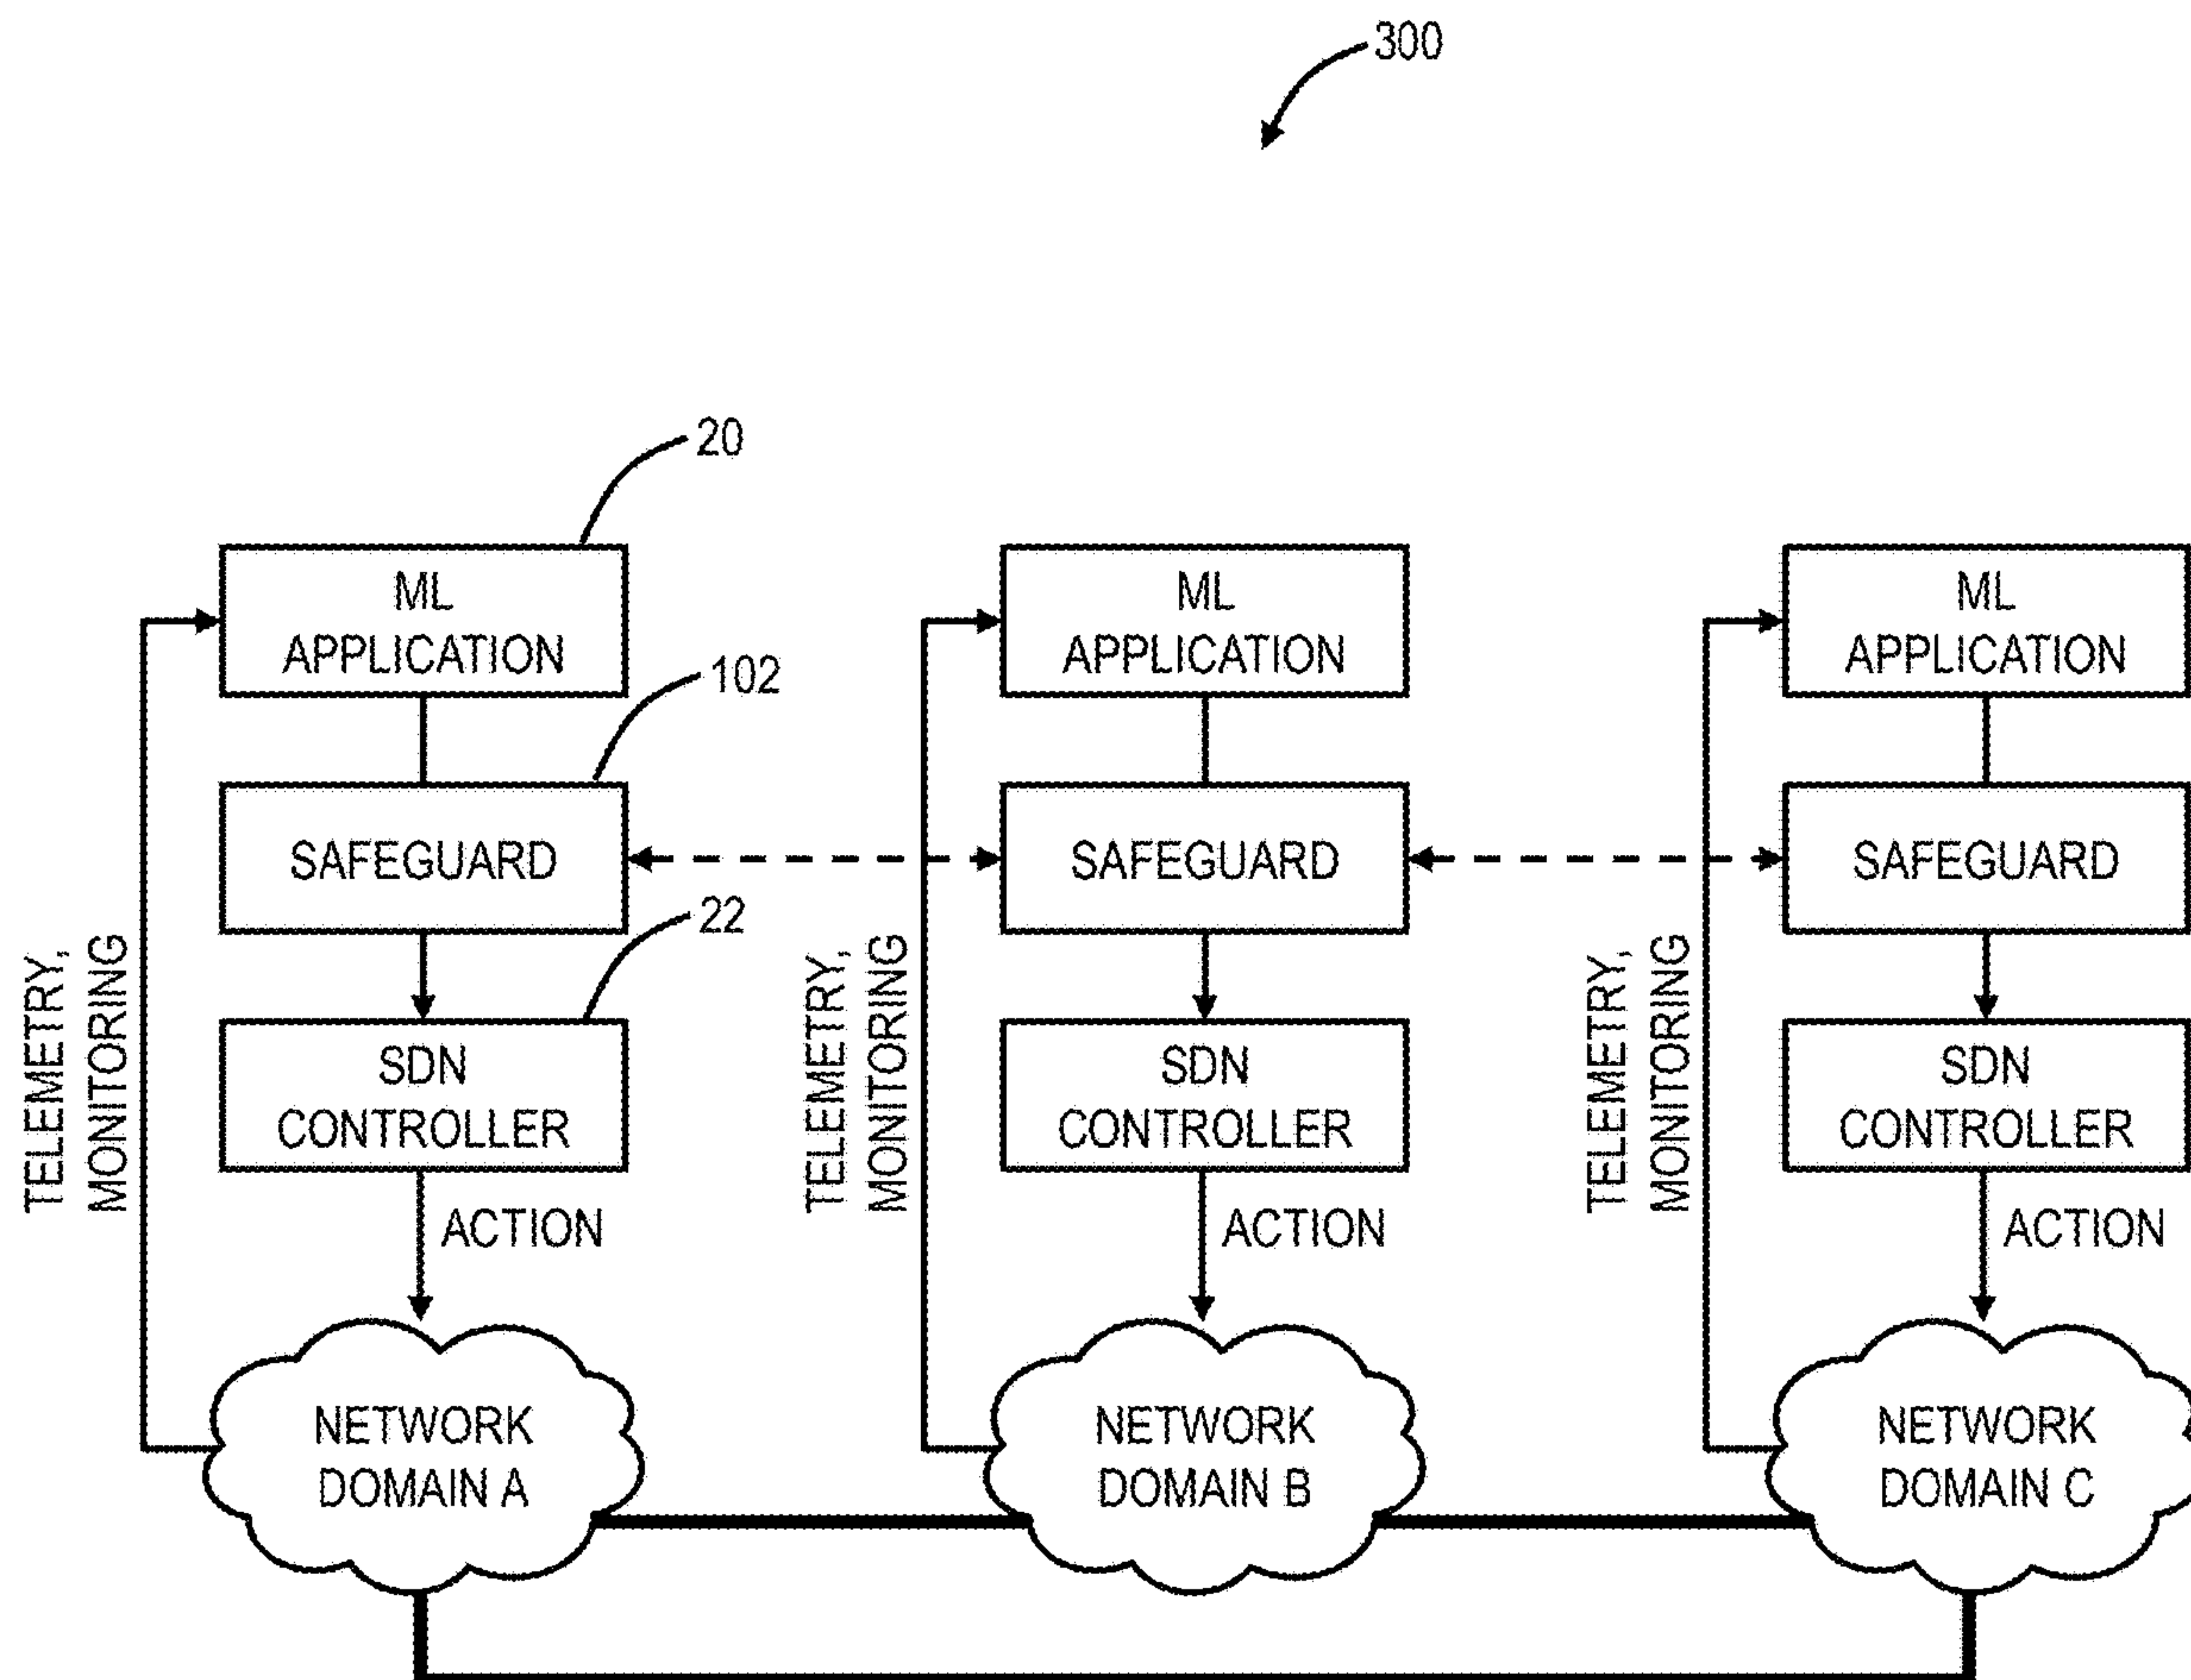 300
20
102
22
ML
APPLICATION
SAFEGUARD
SDN
CONTROLLER
ACTION
TELEMETRY,
MONITORING
NETWORK
DOMAIN A
ML
APPLICATION
SAFEGUARD
SDN
CONTROLLER
ACTION
TELEMETRY,
MONITORING
NETWORK
DOMAIN B
ML
APPLICATION
SAFEGUARD
SDN
CONTROLLER
ACTION
TELEMETRY,
MONITORING
NETWORK
DOMAIN C